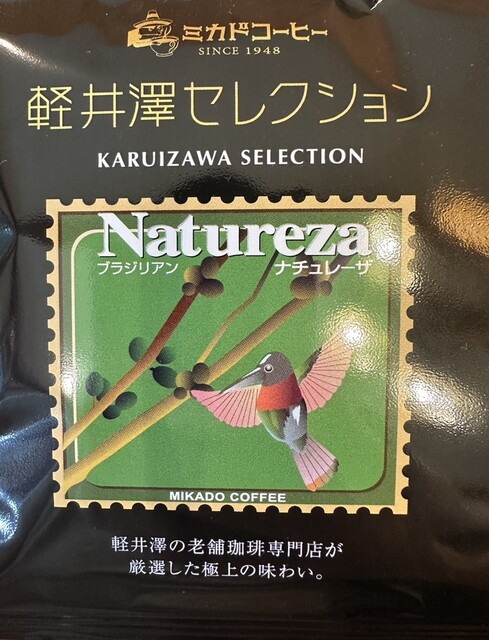 ミカドコーヒー
SINCE 1948
軽井澤セレクション
KARUIZAWA SELECTION
Natureza
ブラジリアン ナチュレーザ
MIKADO COFFEE
軽井澤の老舗珈琲専門店が
厳選した極上の味わい。